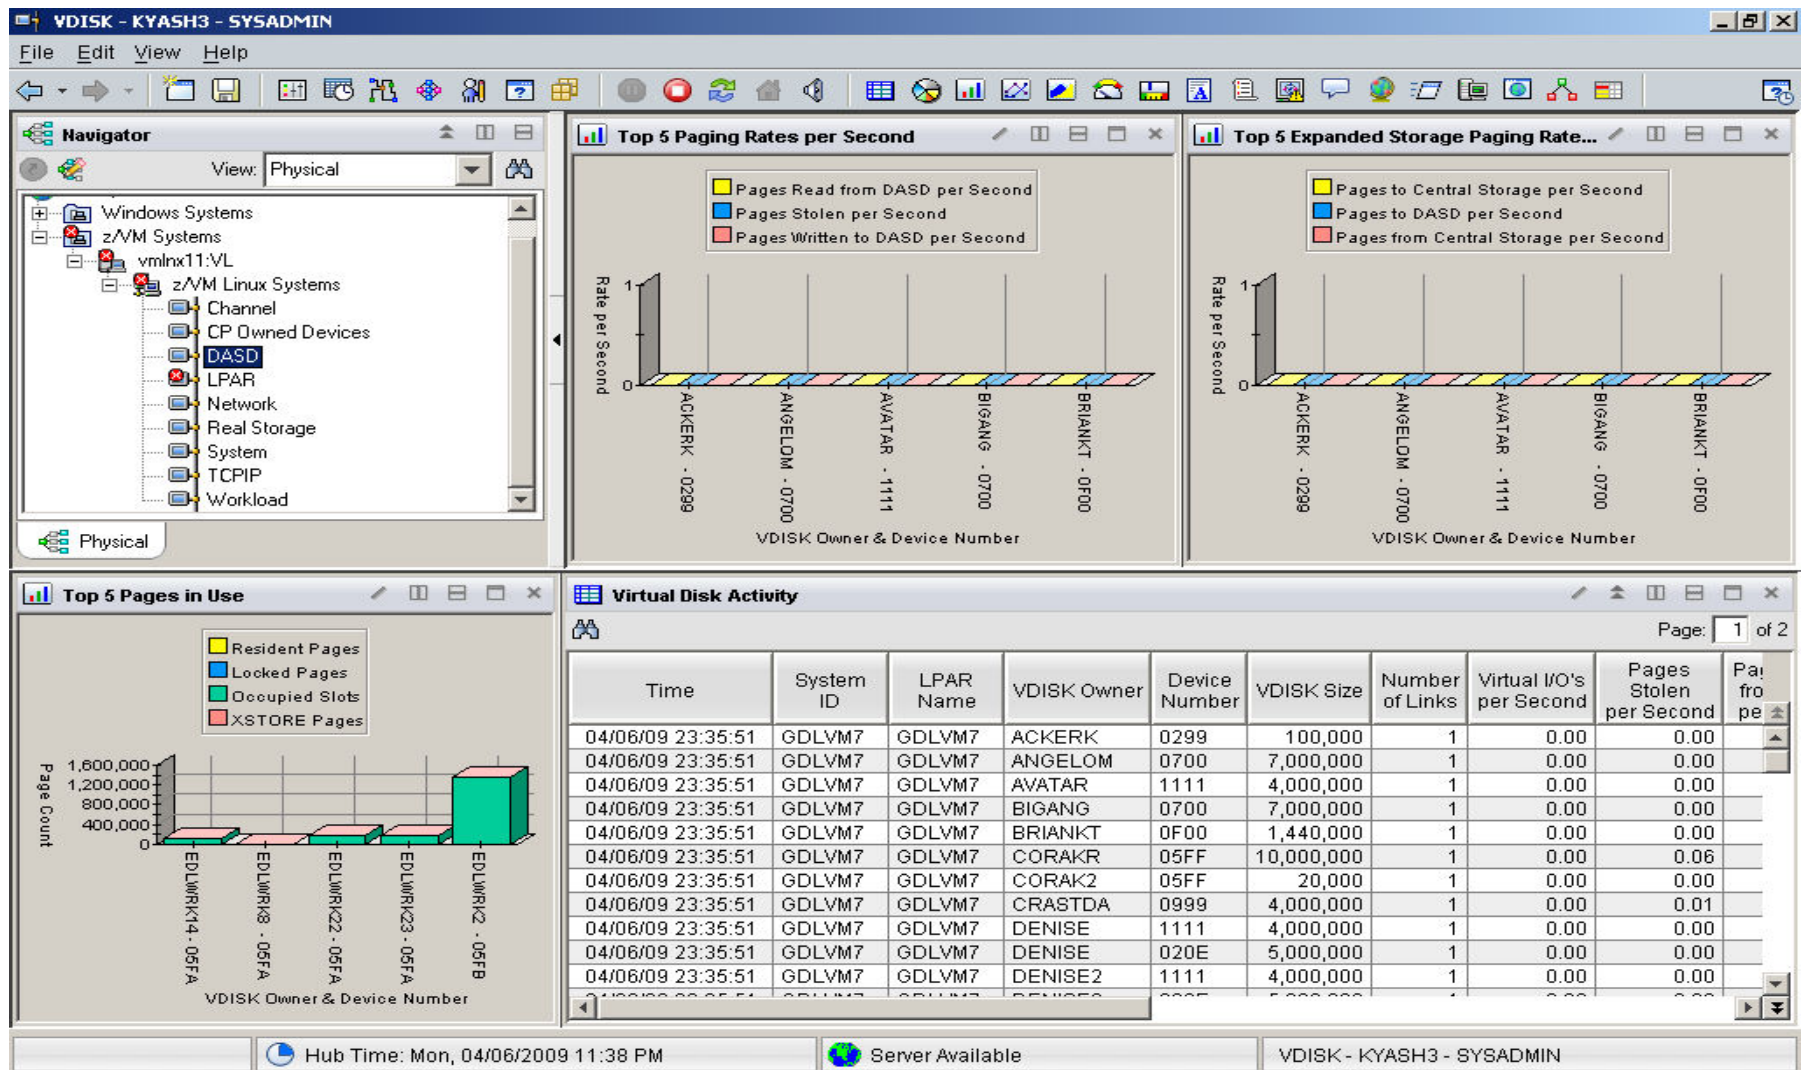 VDISK - KYASH3 - SYSADMIN
File Edit View Help
Navigator
View: Physical
Windows Systems
z/VM Systems
vmlnx11:VL
z/VM Linux Systems
Channel
CP Owned Devices
DASD
LPAR
Network
Real Storage
System
TCPIP
Workload
Physical
Top 5 Paging Rates per Second
Pages Read from DASD per Second
Pages Stolen per Second
Pages Written to DASD per Second
Rate per Second
1
0
ACKERK - 0299
ANGELOM - 0700
AVATAR - 1111
BIGANG - 0700
BRIANKT - 0F00
VDISK Owner & Device Number
Top 5 Expanded Storage Paging Rate...
Pages to Central Storage per Second
Pages to DASD per Second
Pages from Central Storage per Second
Rate per Second
1
0
ACKERK - 0299
ANGELOM - 0700
AVATAR - 1111
BIGANG - 0700
BRIANKT - 0F00
VDISK Owner & Device Number
Top 5 Pages in Use
Resident Pages
Locked Pages
Occupied Slots
XSTORE Pages
Page Count
1,600,000
1,200,000
800,000
400,000
0
EDLWRK14 - 05FA
EDLWRK8 - 05FA
EDLWRK22 - 05FA
EDLWRK23 - 05FA
EDLWRK2 - 05FB
VDISK Owner & Device Number
Virtual Disk Activity
Page: 1 of 2
Time System ID LPAR Name VDISK Owner Device Number VDISK Size Number of Links Virtual I/O's per Second Pages Stolen per Second
04/06/09 23:35:51 GDLVM7 GDLVM7 ACKERK 0299 100,000 1 0.00 0.00
04/06/09 23:35:51 GDLVM7 GDLVM7 ANGELOM 0700 7,000,000 1 0.00 0.00
04/06/09 23:35:51 GDLVM7 GDLVM7 AVATAR 1111 4,000,000 1 0.00 0.00
04/06/09 23:35:51 GDLVM7 GDLVM7 BIGANG 0700 7,000,000 1 0.00 0.00
04/06/09 23:35:51 GDLVM7 GDLVM7 BRIANKT 0F00 1,440,000 1 0.00 0.00
04/06/09 23:35:51 GDLVM7 GDLVM7 CORAKR 05FF 10,000,000 1 0.00 0.06
04/06/09 23:35:51 GDLVM7 GDLVM7 CORAK2 05FF 20,000 1 0.00 0.00
04/06/09 23:35:51 GDLVM7 GDLVM7 CRASTDA 0999 4,000,000 1 0.00 0.01
04/06/09 23:35:51 GDLVM7 GDLVM7 DENISE 1111 4,000,000 1 0.00 0.00
04/06/09 23:35:51 GDLVM7 GDLVM7 DENISE 020E 5,000,000 1 0.00 0.00
04/06/09 23:35:51 GDLVM7 GDLVM7 DENISE2 1111 4,000,000 1 0.00 0.00
Hub Time: Mon, 04/06/2009 11:38 PM
Server Available
VDISK - KYASH3 - SYSADMIN